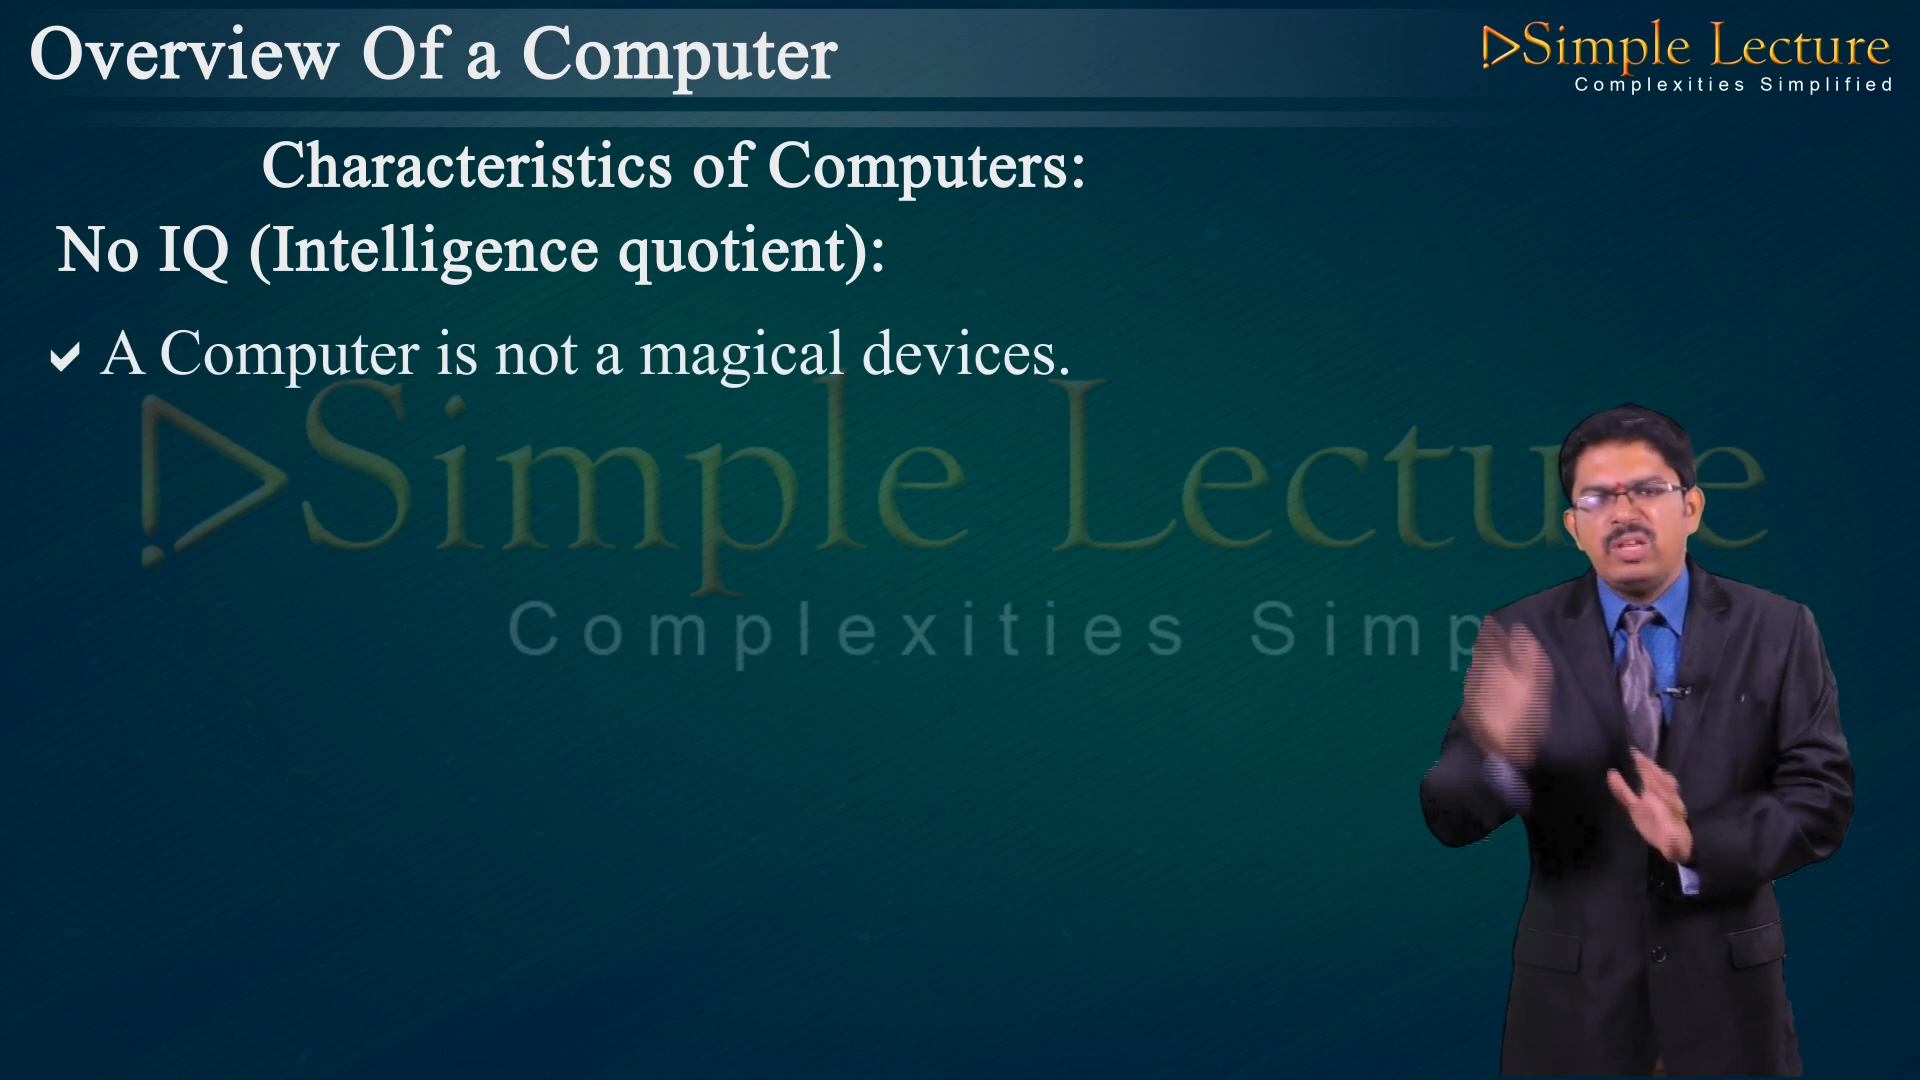 Overview Of a Computer
Simple Lecture
Complexities Simplified
Characteristics of Computers:
No IQ (Intelligence quotient):
A Computer is not a magical devices.
Simple Lecture
Complexities Simp